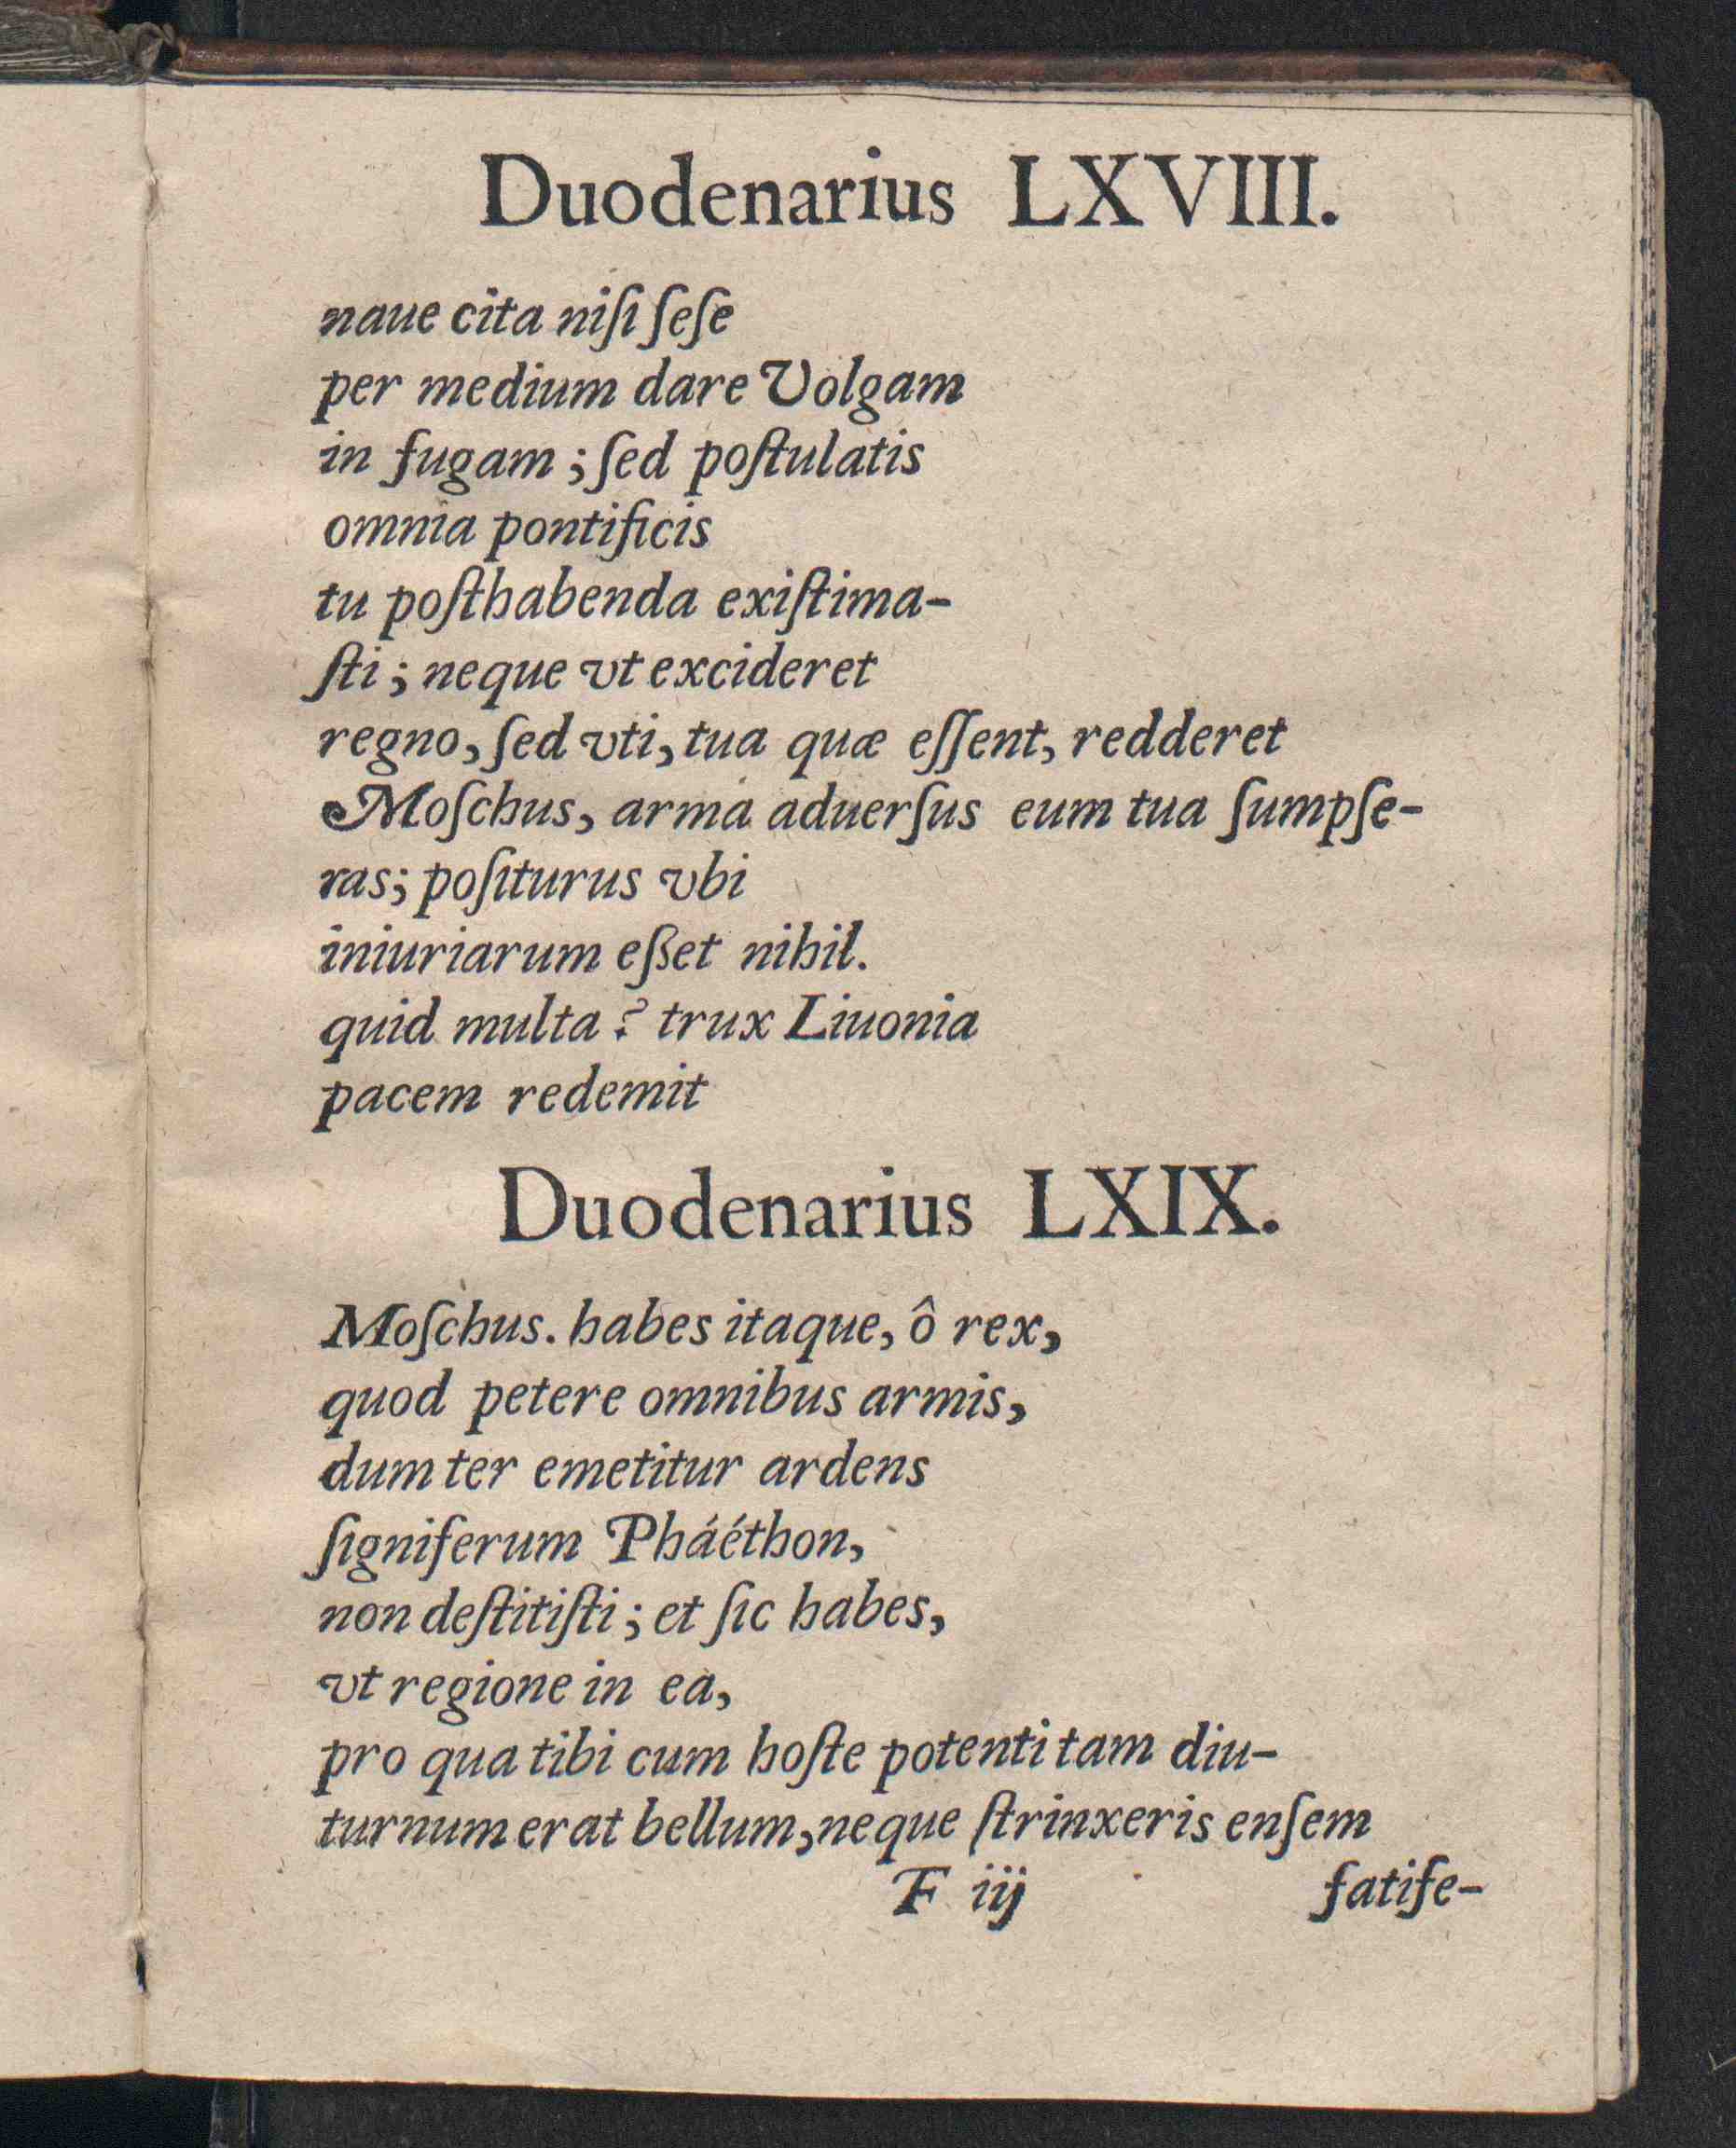 Duodenarius LXVIII.
naue cita niſi ſeſe
per medium dare Volgam
in fugam ; ſed poſtulatis
omnia pontificis
tu poſthabenda exiſtima-
ſti ; neque vt excideret
regno, ſed vti, tua quæ eſſent, redderet
Moſchus, arma aduerſus eum tua ſumpſe-
ras; poſiturus vbi
iniuriarum eßet nihil.
quid multa ? trux Liuonia
pacem redemit
Duodenarius LXIX.
Moſchus. habes itaque, ô rex,
quod petere omnibus armis,
dum ter emetitur ardens
ſigniferum Pháéthon,
non deſtitiſti ; et ſic habes,
vt regione in ea,
pro qua tibi cum hoſte potenti tam diu-
turnum erat bellum, neque ſtrinxeris enſem
F iij fatife-